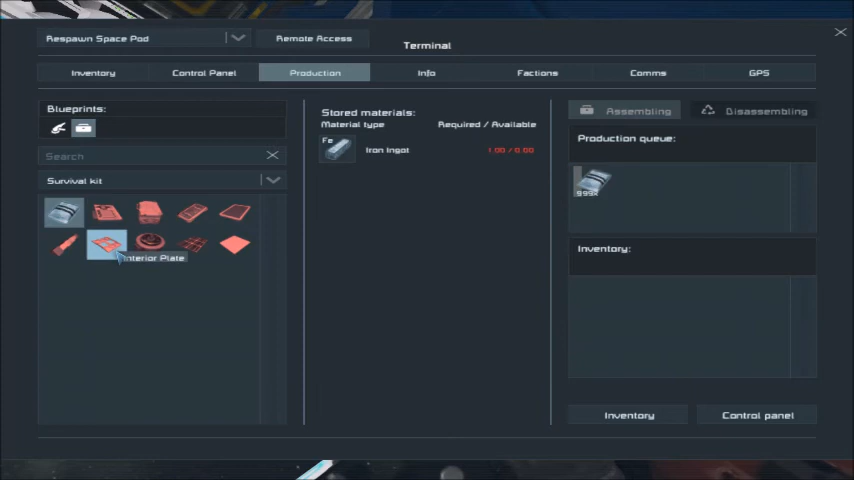 Respawn Space Pod
Remote Access
Terminal
Inventory
Control Panel
Production
Info
Factions
Comms
GPS
Blueprints:
Search
Survival kit
Interior Plate
Stored materials:
Material type
Required / Available
Fe
Iron Ingot
1.00 / 0.00
Assembling
Disassembling
Production queue:
999x
Inventory:
Inventory
Control panel